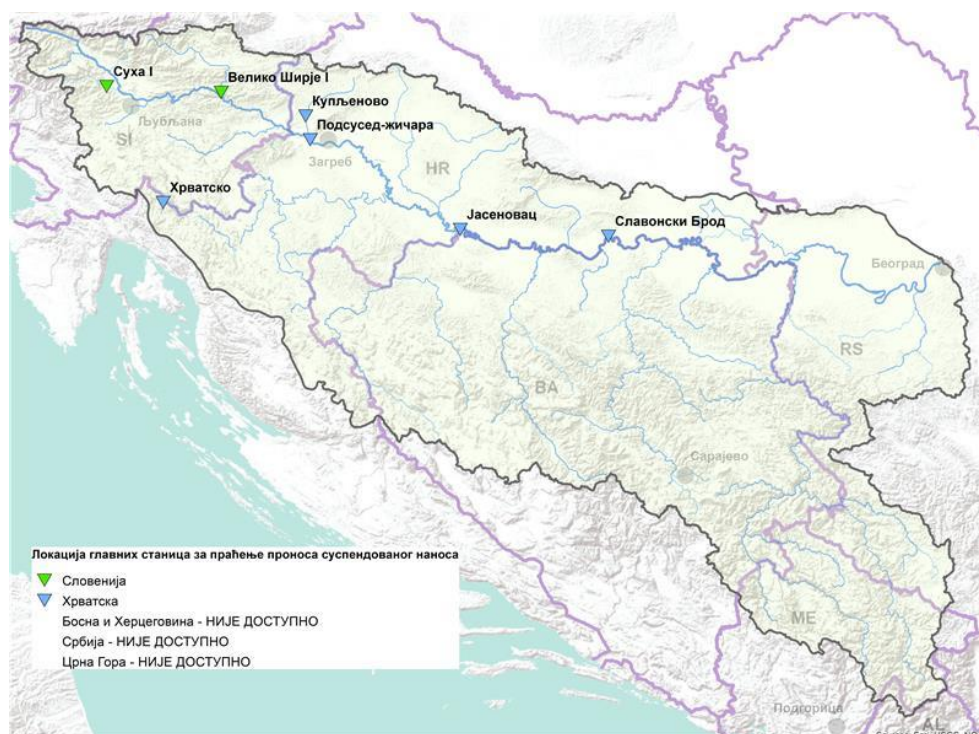 Суха I
Велико Ширје I
Купљеново
Љубљана
Подсусед-жичара
SI
Загреб
HR
Хрватско
Јасеновац
Славонски Брод
Београд
RS
BA
Сарајево
Локација главних станица за праћење проноса суспендованог наноса
Словенија
Хрватска
Босна и Херцеговина - НИЈЕ ДОСТУПНО
ME
Србија - НИЈЕ ДОСТУПНО
Црна Гора - НИЈЕ ДОСТУПНО
Подгорица
AL